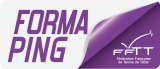 FORMA
PING
FFTT
Fédération Française
de Tennis de Table